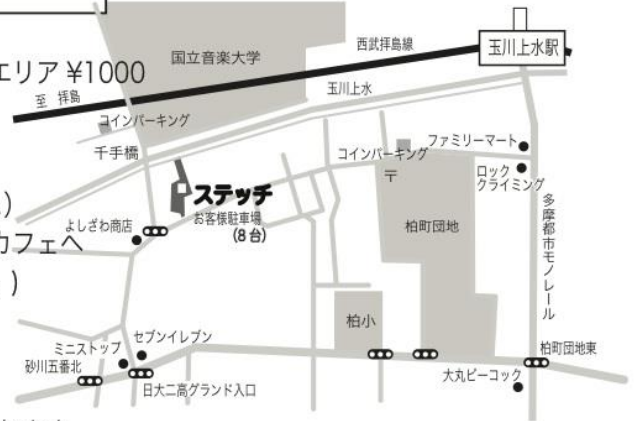 国立音楽大学
西武拝島線
玉川上水駅
エリア ¥1000
至 拝島
玉川上水
コインパーキング
千手橋
コインパーキング
ファミリーマート
〒
ロック
クライミング
ステッチ
お客様駐車場
(8台)
よしざわ商店
カフェへ
)
柏町団地
多摩都市モノレール
柏小
セブンイレブン
ミニストップ
砂川五番北
日大二高グランド入口
柏町団地東
大丸ピーコック